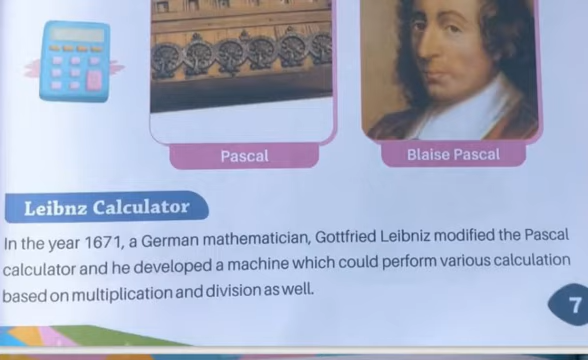 Pascal
Blaise Pascal
Leibnz Calculator
In the year 1671, a German mathematician, Gottfried Leibniz modified the Pascal
calculator and he developed a machine which could perform various calculation
based on multiplication and division as well.
7